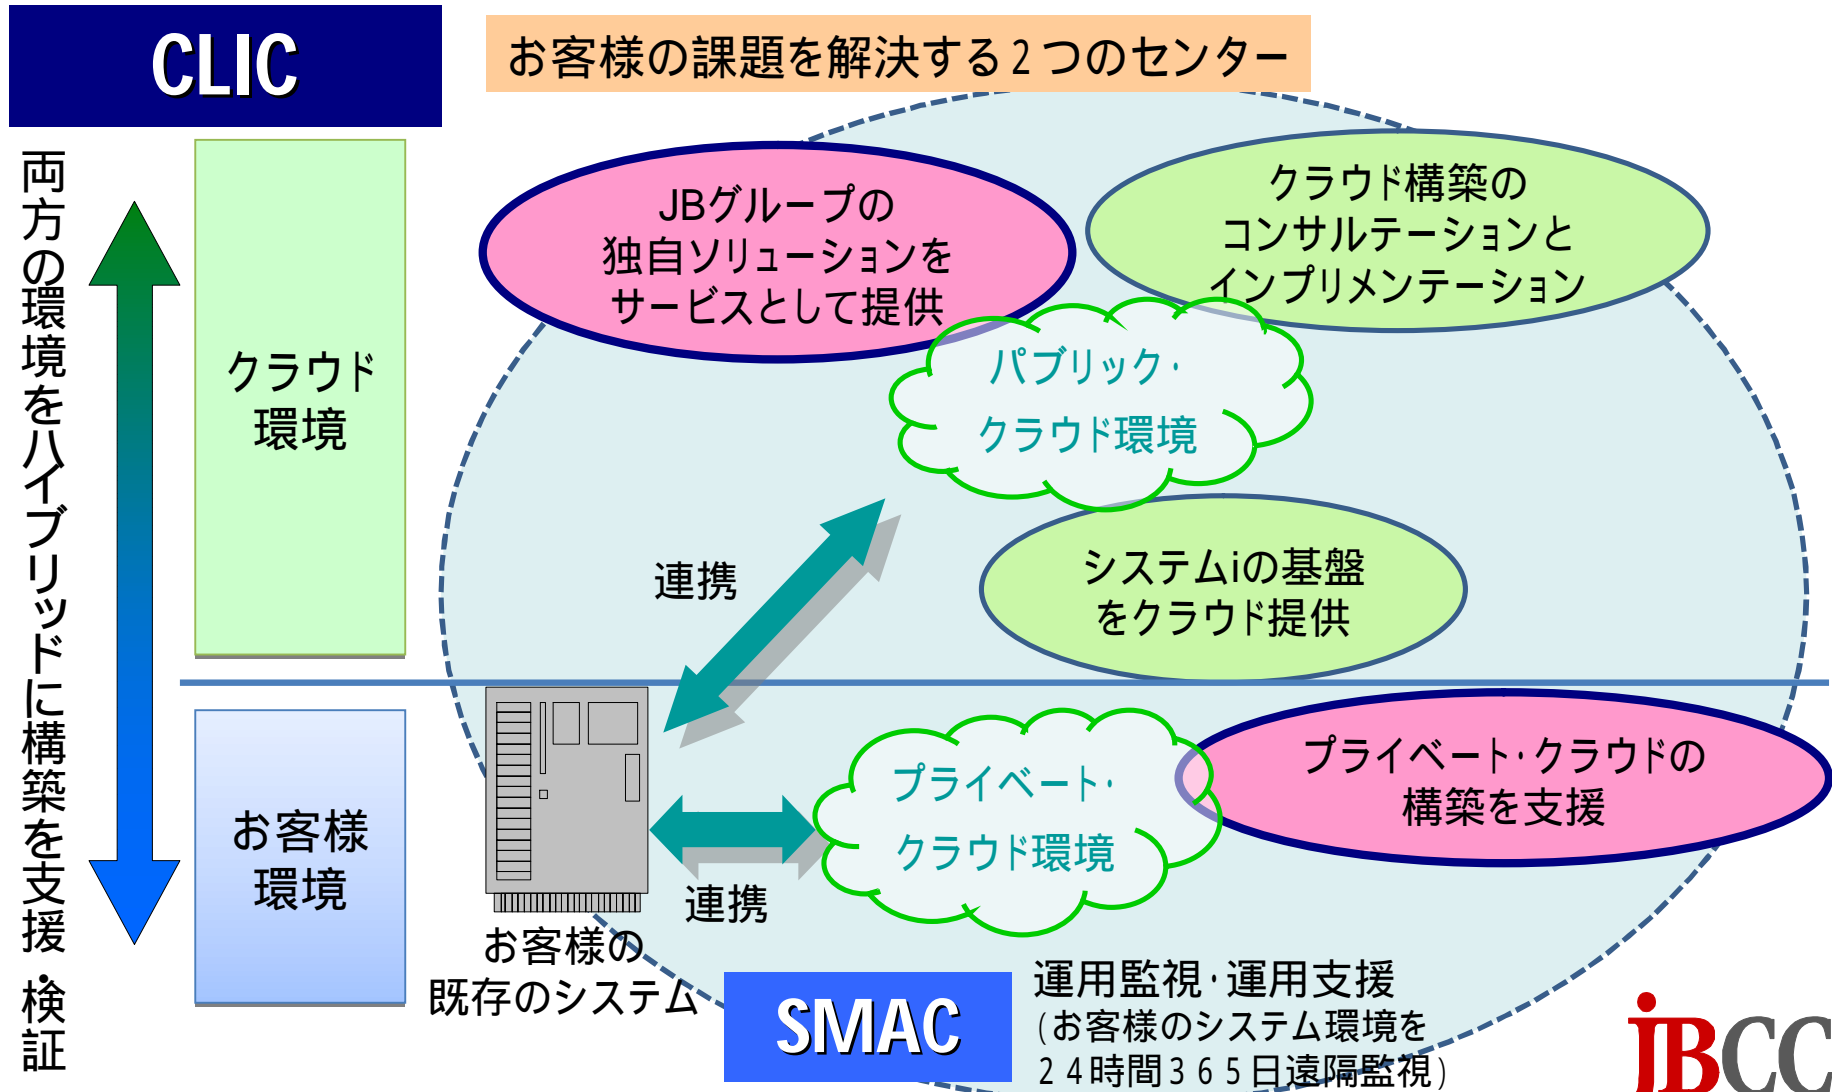 CLIC
お客様の課題を解決する2つのセンター
両方の環境をハイブリッドに構築を支援・検証
クラウド
環境
JBグループの
独自ソリューションを
サービスとして提供
クラウド構築の
コンサルテーションと
インプリメンテーション
パブリック・
クラウド環境
連携
システムiの基盤
をクラウド提供
お客様
環境
プライベート・
クラウド環境
プライベート・クラウドの
構築を支援
連携
お客様の
既存のシステム
SMAC
運用監視・運用支援
(お客様のシステム環境を
24時間365日遠隔監視)
JBCC